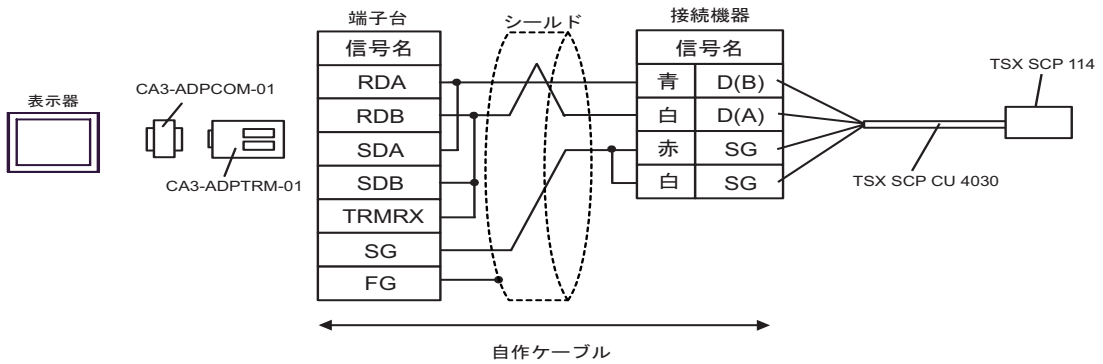 端子台
シールド
接続機器
信号名
信号名
表示器
CA3-ADPCOM-01
CA3-ADPTRM-01
RDA
RDB
SDA
SDB
TRMRX
SG
FG
青 D(B)
白 D(A)
赤 SG
白 SG
TSX SCP 114
TSX SCP CU 4030
自作ケーブル